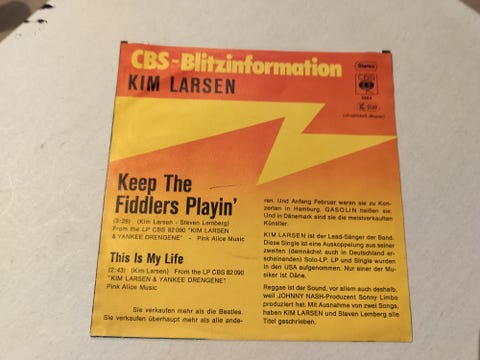 CBS-Blitzinformation
KIM LARSEN
Stereo
CBS
(dispeker/A Music)
Keep The
Fiddlers Playin'
(3:26) (Kim Larsen - Steven Lemberg)
From the LP CBS 82 090 "KIM LARSEN
& YANKEE DRENGENE" - Pink Alice Music
This Is My Life
(2:43) (Kim Larsen) From the LP CBS 82 090
"KIM LARSEN & YANKEE DRENGENE"
Pink Alice Music
Sie verkaufen mehr als die Beatles.
Sie verkaufen überhaupt mehr als alle ande-
ren. Und Anfang Februar waren sie zu Kon-
zerten in Hamburg. GASOLIN heißen sie.
Und in Dänemark sind sie die meistverkauften
Künstler.
KIM LARSEN ist der Lead-Sänger der Band.
Diese Single ist eine Auskoppelung aus seiner
zweiten (demnächst auch in Deutschland er-
scheinenden) Solo-LP. LP und Single wurden
in den USA aufgenommen. Nur einer der Mu-
siker ist Däne.
Reggae ist der Sound, vor allem auch deshalb,
weil JOHNNY NASH-Produzent Sonny Limbo
produziert hat. Mit Ausnahme von zwei Songs,
haben KIM LARSEN und Steven Lemberg alle
Titel geschrieben.